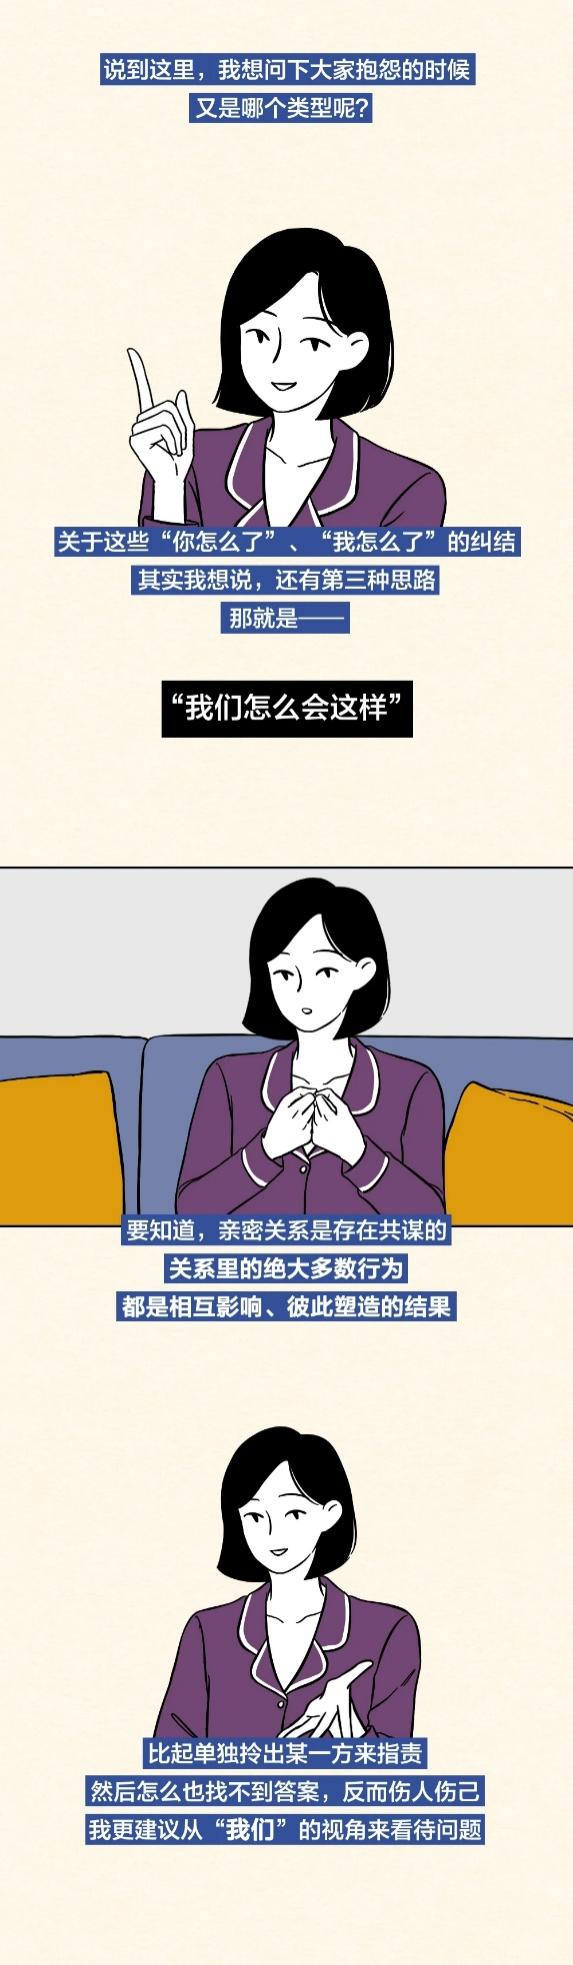 说到这里，我想问下大家抱怨的时候
又是哪个类型呢?
关于这些“你怎么了”、“我怎么了”的纠结
其实我想说，还有第三种思路
那就是——
“我们怎么会这样”
要知道，亲密关系是存在共谋的
关系里的绝大多数行为
都是相互影响、彼此塑造的结果
比起单独拎出某一方来指责
然后怎么也找不到答案，反而伤人伤己
我更建议从“我们”的视角来看待问题